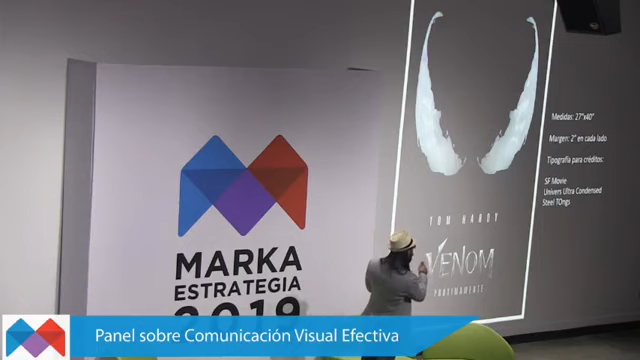 MARKA
ESTRATEGIA
2019
TOM HARDY
VENOM
PRÓXIMAMENTE
Medidas: 27"x40"
Margen: 2" en cada lado
Tipografía para créditos:
SF Movie
Univers Ultra Condensed
Steel TOngs
Panel sobre Comunicación Visual Efectiva